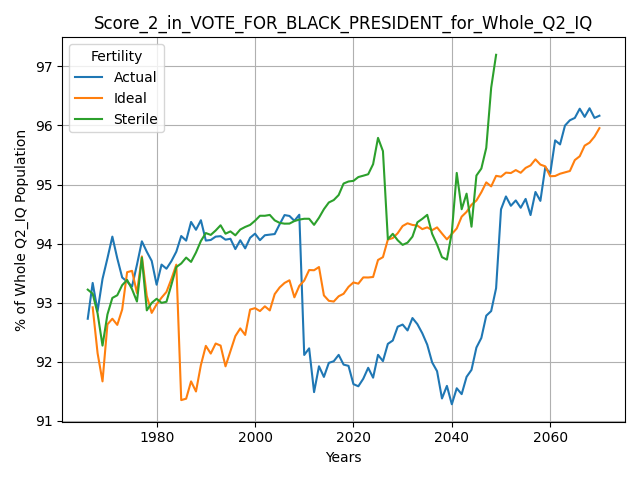 Score_2_in_VOTE_FOR_BLACK_PRESIDENT_for_Whole_Q2_IQ
Fertility
Actual
Ideal
Sterile
% of Whole Q2_IQ Population
97
96
95
94
93
92
91
1980
2000
2020
2040
2060
Years